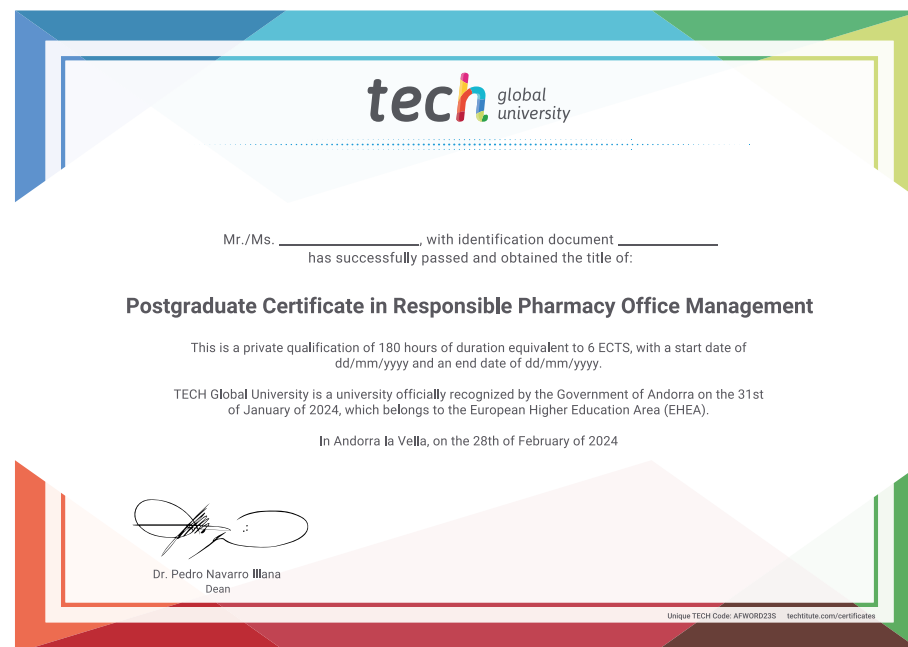 tech global
university
Mr./Ms. ____________________, with identification document ______________
has successfully passed and obtained the title of:
Postgraduate Certificate in Responsible Pharmacy Office Management
This is a private qualification of 180 hours of duration equivalent to 6 ECTS, with a start date of
dd/mm/yyyy and an end date of dd/mm/yyyy.
TECH Global University is a university officially recognized by the Government of Andorra on the 31st
of January of 2024, which belongs to the European Higher Education Area (EHEA).
In Andorra la Vella, on the 28th of February of 2024
Dr. Pedro Navarro Illana
Dean
Unique TECH Code: AFWORD23S techtitute.com/certificates